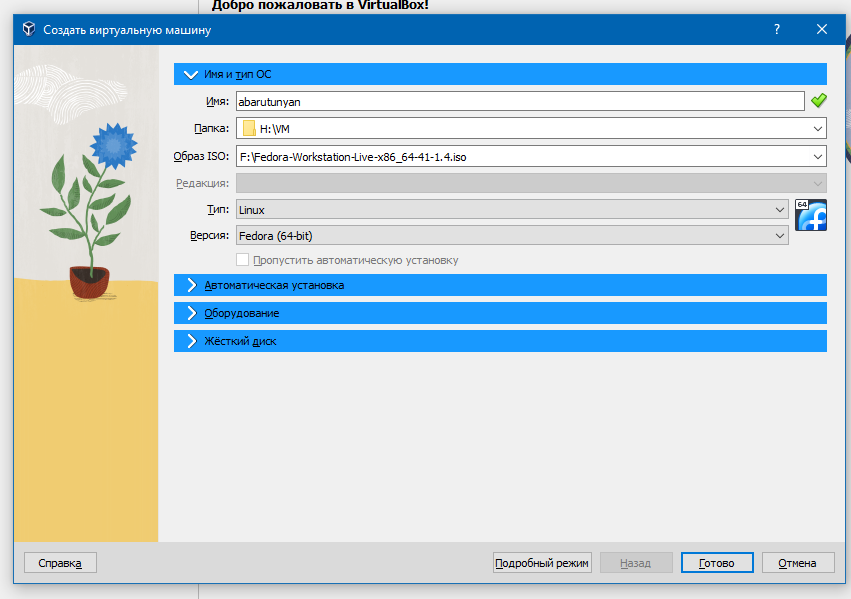 Добро пожаловать в VirtualBox!
Создать виртуальную машину
?
Имя и тип ОС
Имя: abarutunyan
Папка: H:\VM
Образ ISO: F:\Fedora-Workstation-Live-x86_64-41-1.4.iso
Редакция:
Тип: Linux
64
Версия: Fedora (64-bit)
Пропустить автоматическую установку
Автоматическая установка
Оборудование
Жёсткий диск
Справка Подробный режим Назад Готово Отмена